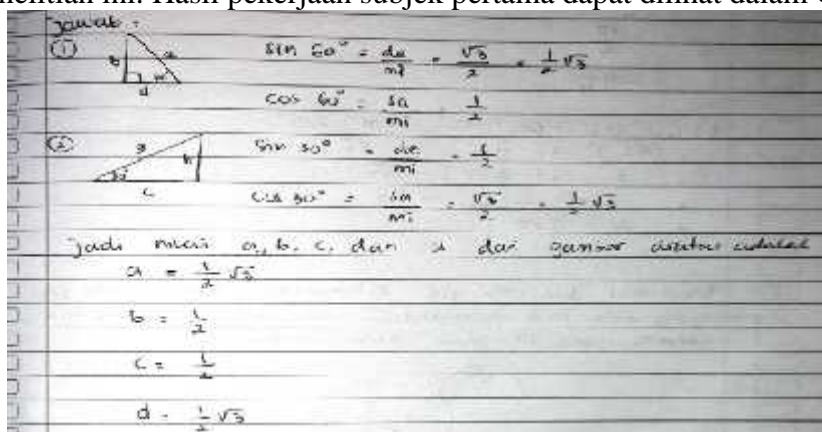 Hasil pekerjaan subjek pertama dapat dilihat dalam
Jawab :
① b a 60° d sin 60° = de/mi = √3/2 = 1/2 √3
cos 60° = sa/mi = 1/2
② a b 30° c sin 30° = de/mi = 1/2
cos 30° = sa/mi = √3/2 = 1/2 √3
Jadi nilai a, b, c, dan d dari gambar diatas adalah
a = 1/2 √3
b = 1/2
c = 1/2
d = 1/2 √3